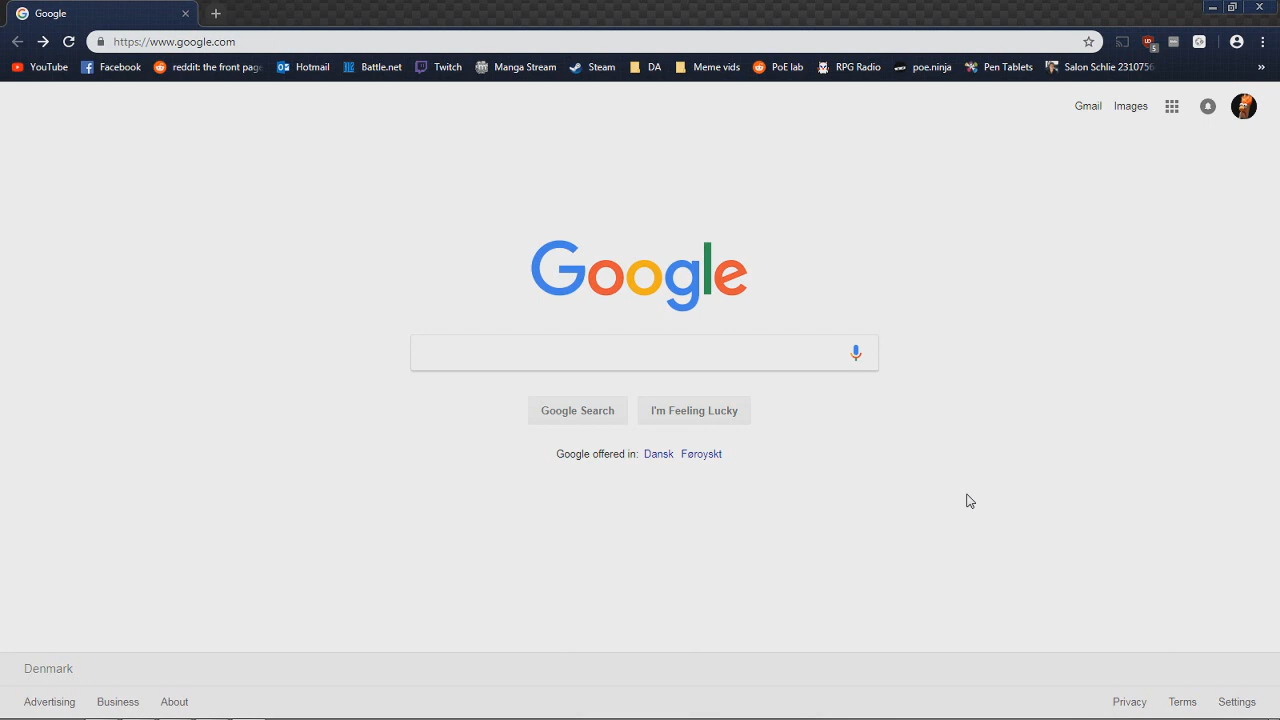 Google
https://www.google.com
YouTube Facebook reddit: the front page Hotmail Battle.net Twitch Manga Stream Steam DA Meme vids PoE lab RPG Radio poe.ninja Pen Tablets Salon Schlie 2310756 »
Gmail Images
Google
Google Search I'm Feeling Lucky
Google offered in: Dansk Føroyskt
Denmark
Advertising Business About Privacy Terms Settings